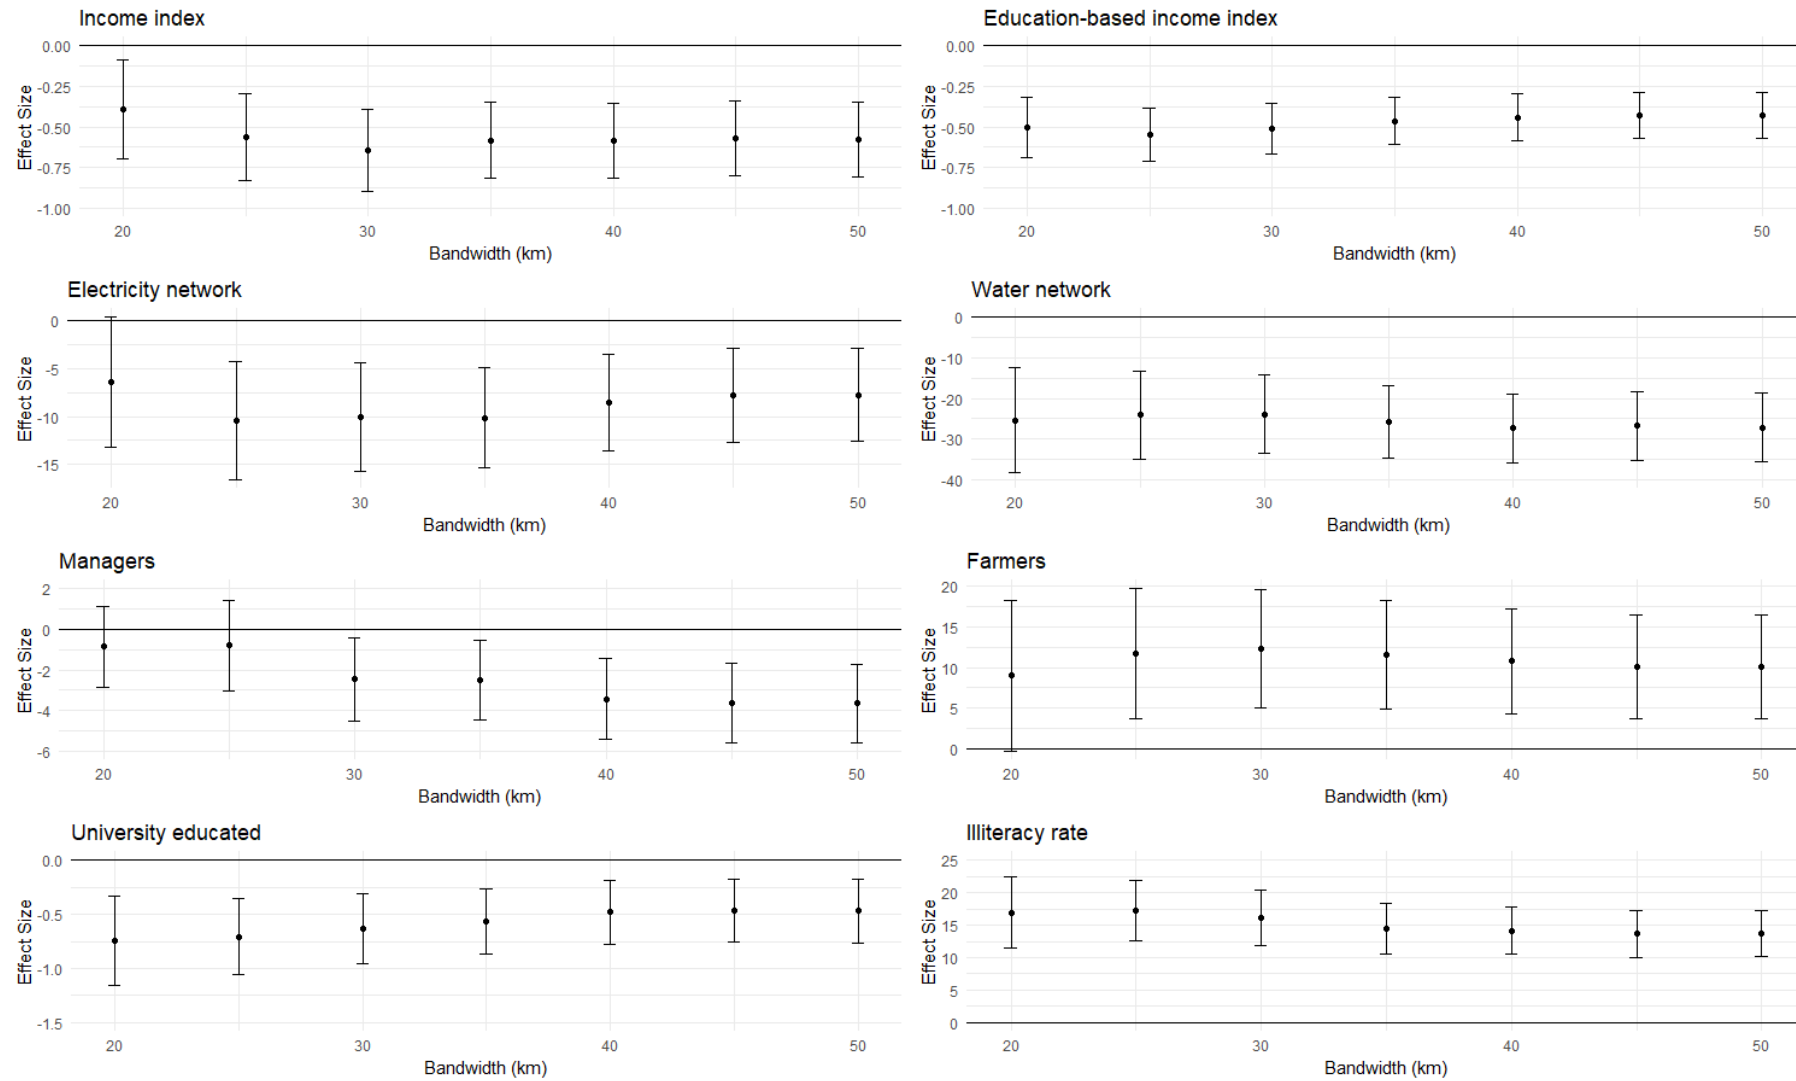 Income index
Effect Size
0.00
-0.25
-0.50
-0.75
-1.00
20
30
40
50
Bandwidth (km)
Education-based income index
Effect Size
0.00
-0.25
-0.50
-0.75
-1.00
20
30
40
50
Bandwidth (km)
Electricity network
Effect Size
0
-5
-10
-15
20
30
40
50
Bandwidth (km)
Water network
Effect Size
0
-10
-20
-30
-40
20
30
40
50
Bandwidth (km)
Managers
Effect Size
2
0
-2
-4
-6
20
30
40
50
Bandwidth (km)
Farmers
Effect Size
20
15
10
5
0
20
30
40
50
Bandwidth (km)
University educated
Effect Size
0.0
-0.5
-1.0
-1.5
20
30
40
50
Bandwidth (km)
Illiteracy rate
Effect Size
25
20
15
10
5
0
20
30
40
50
Bandwidth (km)